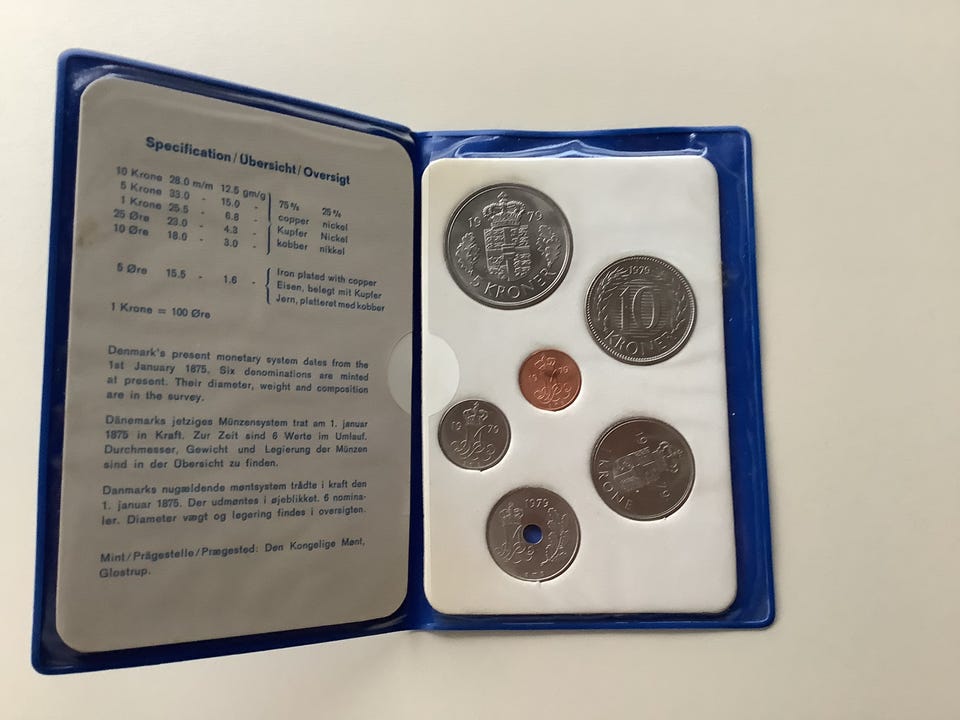 Specification/Übersicht/Oversigt
10 Krone 28.0 m/m 12.5 gm/g
5 Krone 33.0 - 15.0 - 75% 25%
1 Krone 25.5 - 6.8 - copper nickel
25 Øre 23.0 - 4.3 - Kupfer Nickel
10 Øre 18.0 - 3.0 - kobber nikkel
Iron plated with copper
5 Øre 15.5 - 1.6 - Eisen, belegt mit Kupfer
Jern, platteret med kobber
1 Krone = 100 Øre
Denmark's present monetary system dates from the
1st January 1875. Six denominations are minted
at present. Their diameter, weight and composition
are in the survey.
Dänemarks jetziges Münzensystem trat am 1. januar
1875 in Kraft. Zur Zeit sind 6 Werte im Umlauf.
Durchmesser, Gewicht und Legierung der Münzen
sind in der Übersicht zu finden.
Danmarks nugældende møntsystem trådte i kraft den
1. januar 1875. Der udmøntes i øjeblikket. 6 nomina-
ler. Diameter vægt og legering findes i oversigten.
Mint/Prägestelle/Prægested: Den Kongelige Mønt,
Glostrup.
1979
5 KRONER
1979
10
KRONER
1979
1979
1979
KRONE
1979